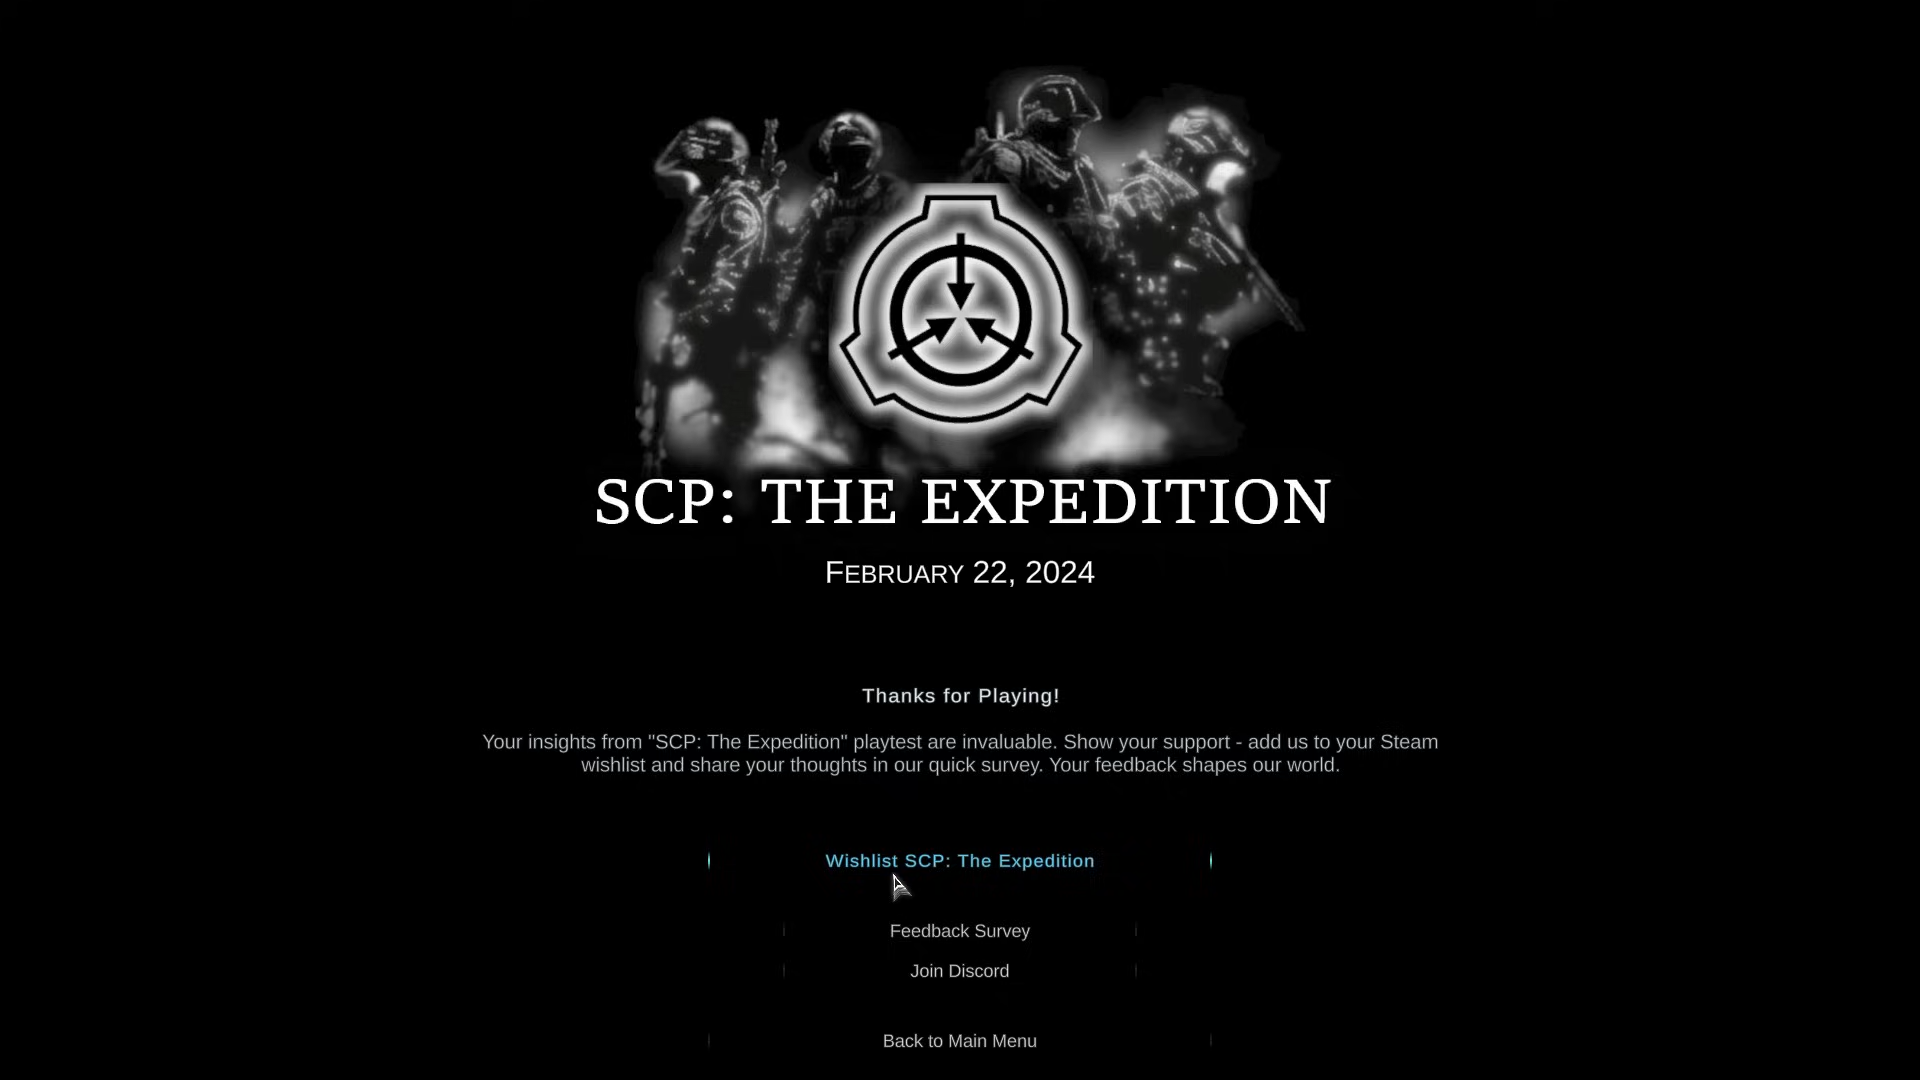 SCP: THE EXPEDITION
FEBRUARY 22, 2024
Thanks for Playing!
Your insights from "SCP: The Expedition" playtest are invaluable. Show your support - add us to your Steam
wishlist and share your thoughts in our quick survey. Your feedback shapes our world.
Wishlist SCP: The Expedition
Feedback Survey
Join Discord
Back to Main Menu